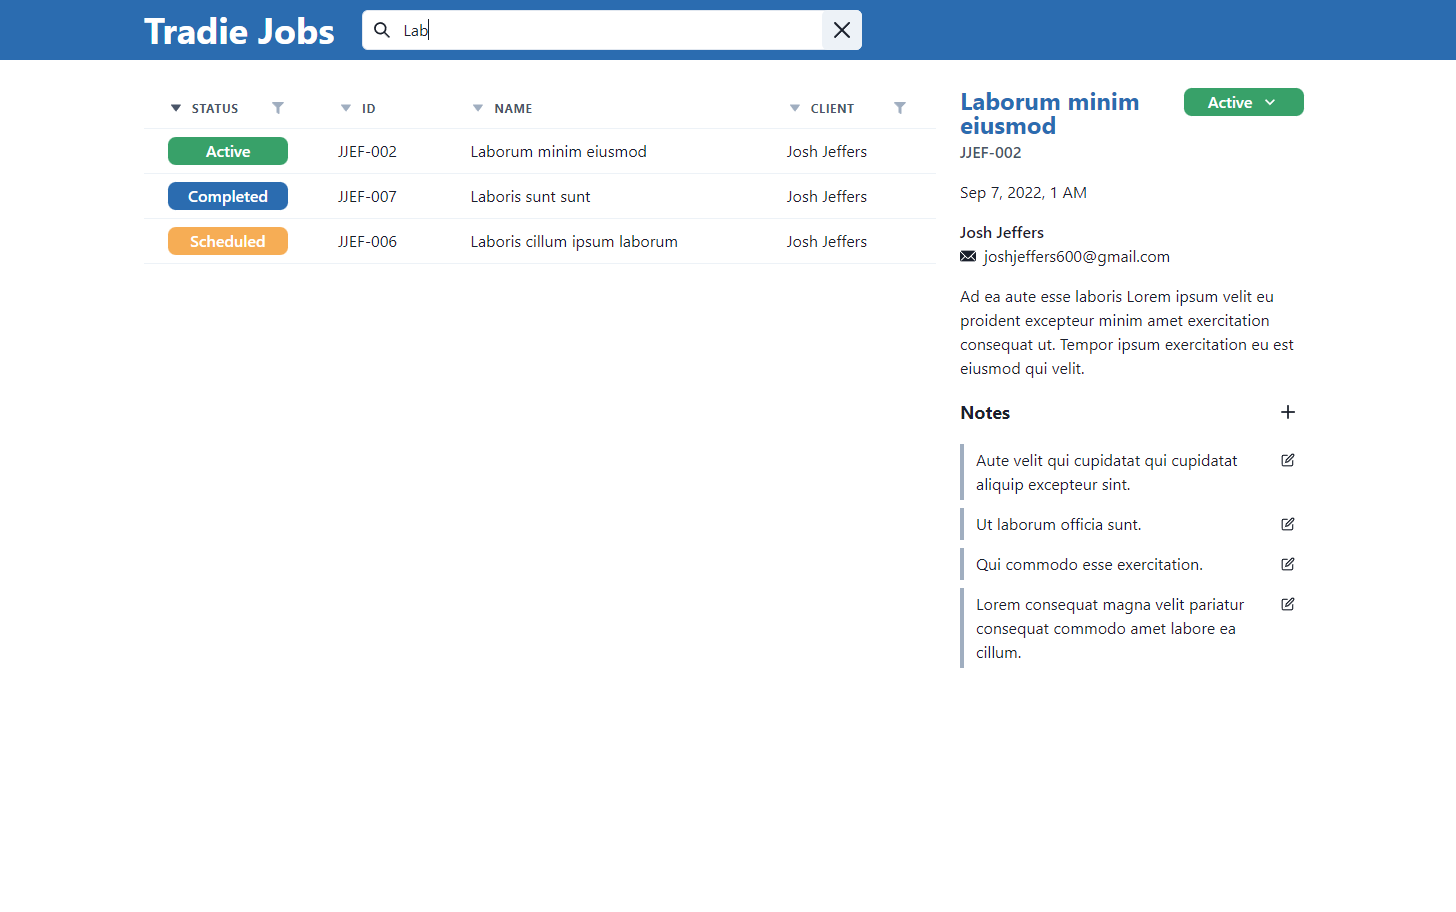 Tradie Jobs
Lab
STATUS ID NAME CLIENT
Active JJEF-002 Laborum minim eiusmod Josh Jeffers
Completed JJEF-007 Laboris sunt sunt Josh Jeffers
Scheduled JJEF-006 Laboris cillum ipsum laborum Josh Jeffers
Laborum minim
eiusmod
Active
JJEF-002
Sep 7, 2022, 1 AM
Josh Jeffers
joshjeffers600@gmail.com
Ad ea aute esse laboris Lorem ipsum velit eu
proident excepteur minim amet exercitation
consequat ut. Tempor ipsum exercitation eu est
eiusmod qui velit.
Notes
Aute velit qui cupidatat qui cupidatat
aliquip excepteur sint.
Ut laborum officia sunt.
Qui commodo esse exercitation.
Lorem consequat magna velit pariatur
consequat commodo amet labore ea
cillum.